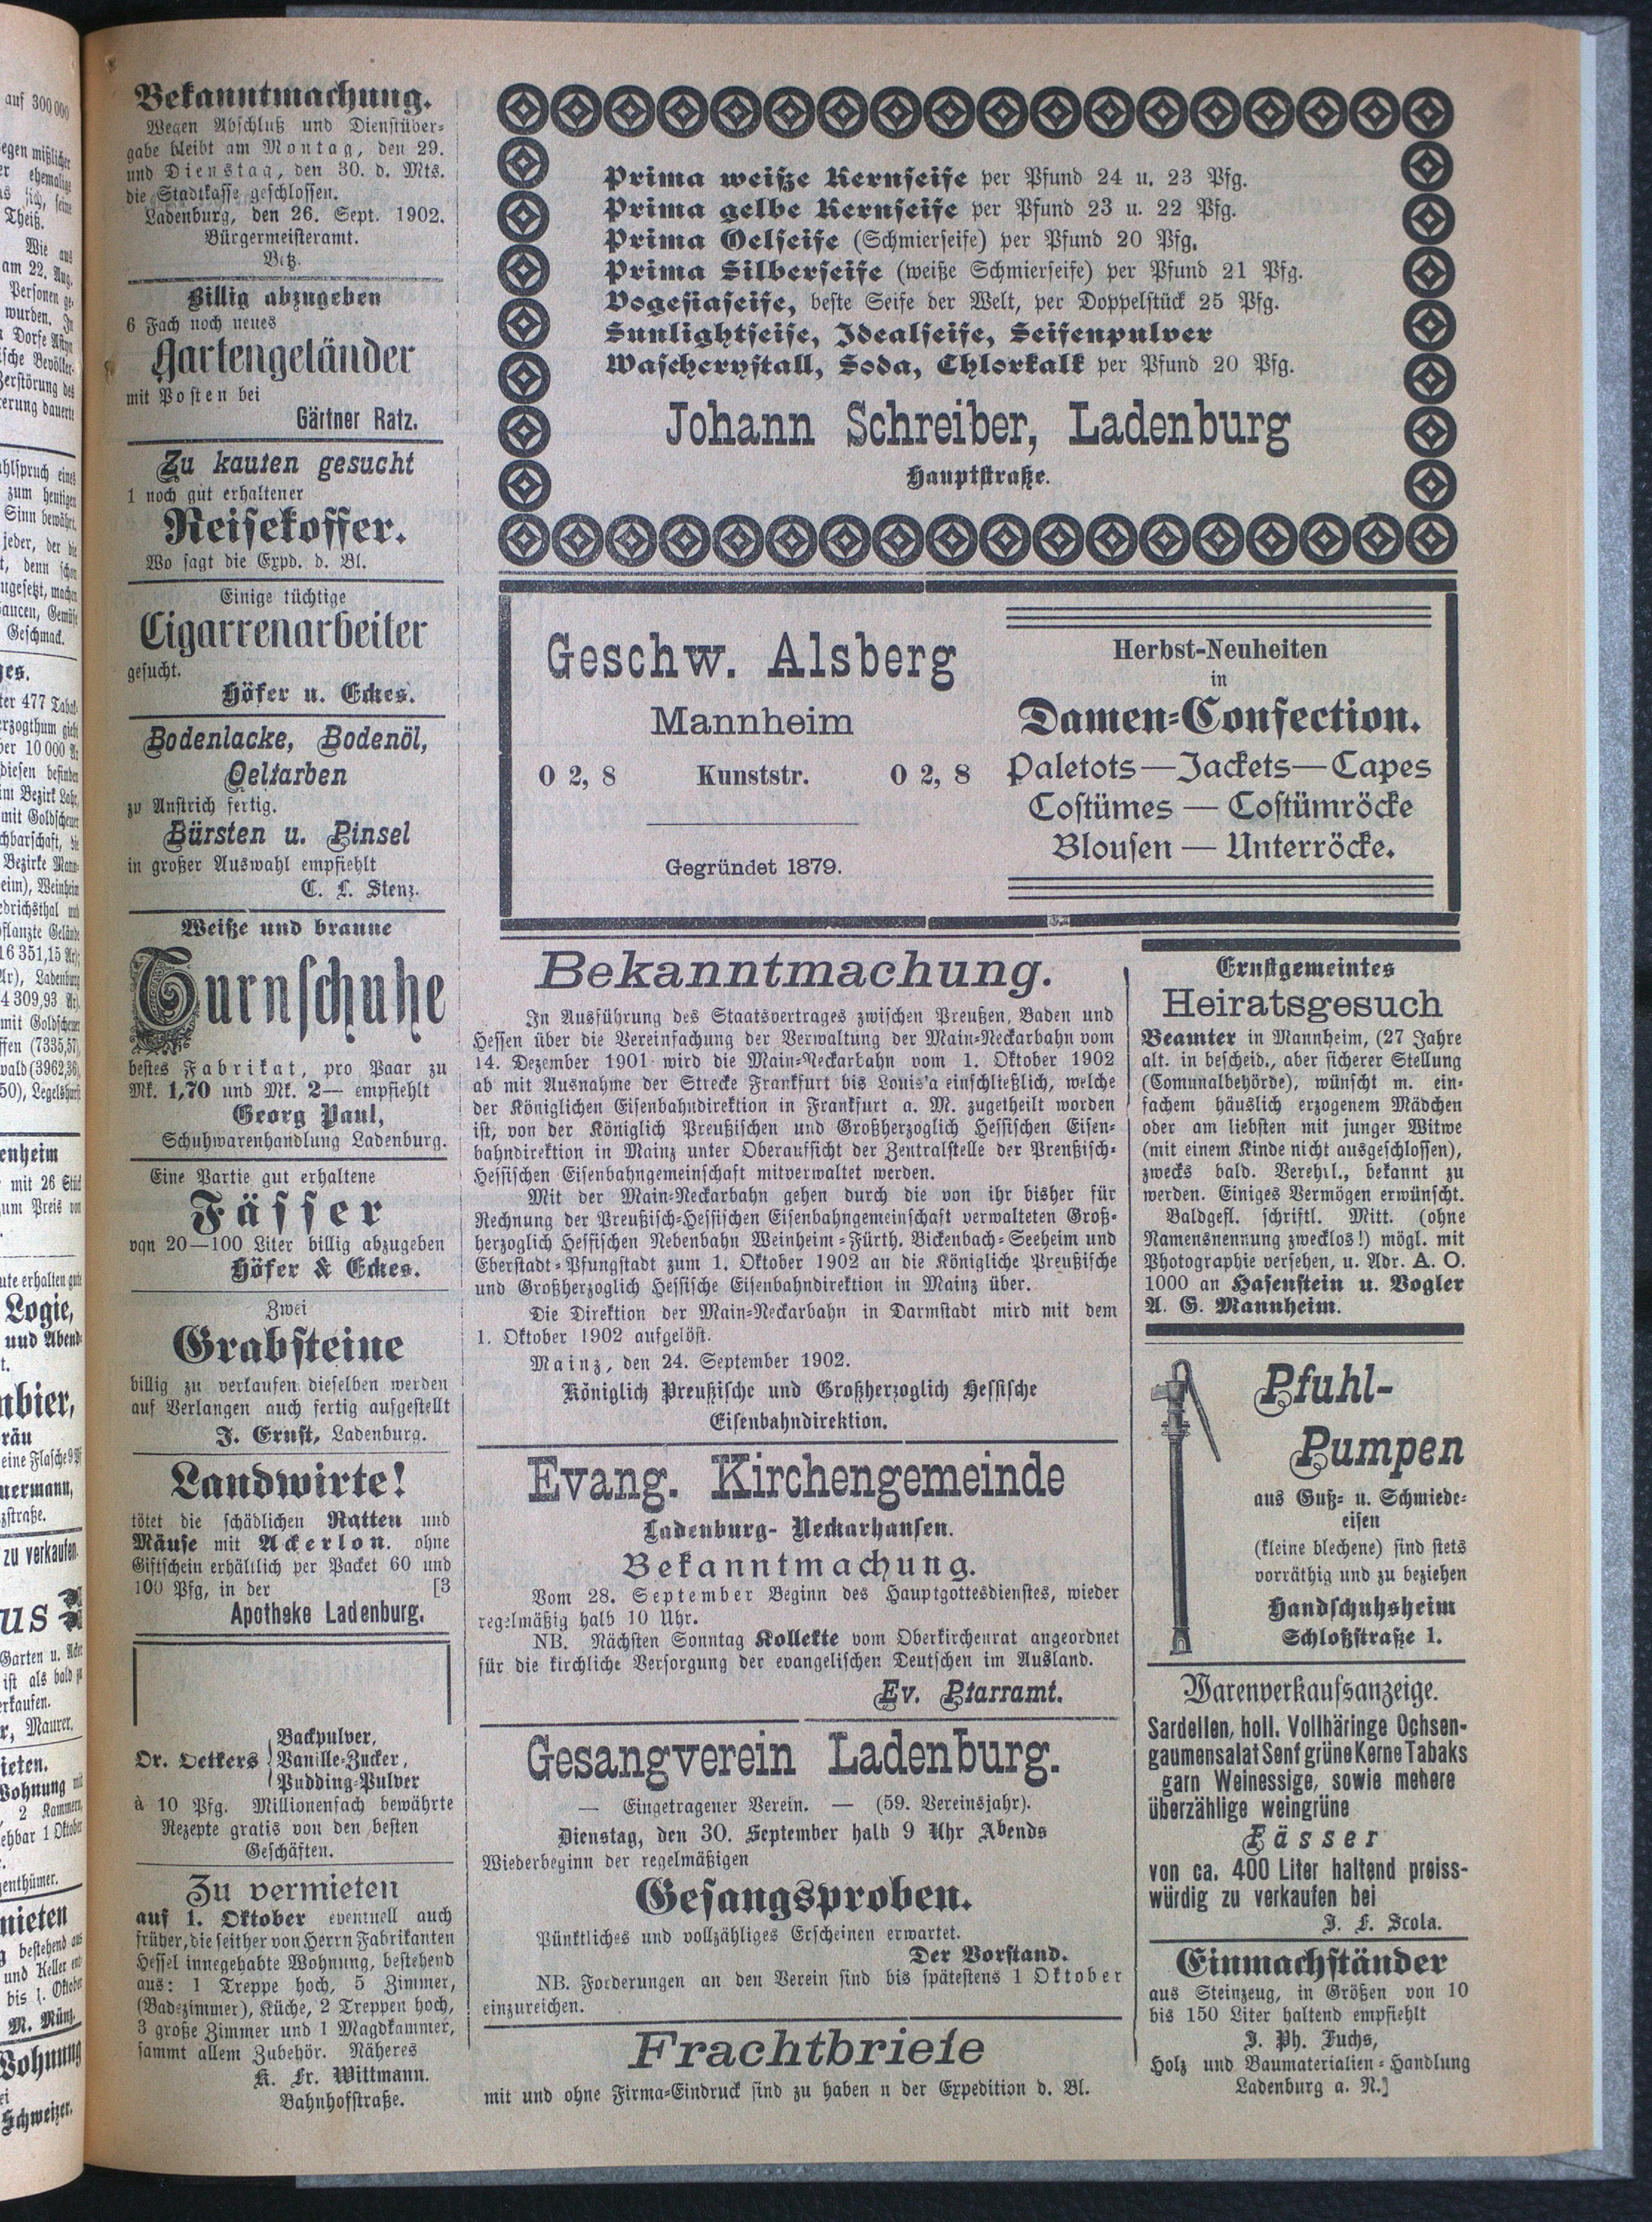 Bekanntmachung.
Wegen Abschluß und Dienstüber-
gabe bleibt am Montag, den 29.
und Dienstag, den 30. d. Mts.
die Stadtkasse geschlossen.
Ladenburg, den 26. Sept. 1902.
Bürgermeisteramt.
Betz.
Billig abzugeben
6 Fach noch neues
Gartengeländer
mit Posten bei
Gärtner Ratz.
Zu kaufen gesucht
1 noch gut erhaltener
Reisekoffer.
Wo sagt die Expd. d. Bl.
Einige tüchtige
Cigarrenarbeiter
gesucht.
Höfer u. Eckes.
Bodenlacke, Bodenöl,
Oelfarben
zu Anstrich fertig.
Bürsten u. Pinsel
in großer Auswahl empfiehlt
C. L. Stenz.
Weiße und braune
Turnschuhe
bestes Fabrikat, pro Paar zu
Mk. 1,70 und Mk. 2— empfiehlt
Georg Paul,
Schuhwarenhandlung Ladenburg.
Eine Partie gut erhaltene
Fässer
von 20—100 Liter billig abzugeben
Höfer & Eckes.
Zwei
Grabsteine
billig zu verkaufen dieselben werden
auf Verlangen auch fertig aufgestellt
J. Ernst, Ladenburg.
Landwirte!
tötet die schädlichen Ratten und
Mäuse mit Ackerlon. ohne
Giftschein erhältlich per Packet 60 und
100 Pfg, in der [3
Apotheke Ladenburg.
Backpulver,
Dr. Oetkers Vanille-Zucker,
Pudding-Pulver
à 10 Pfg. Millionenfach bewährte
Rezepte gratis von den besten
Geschäften.
Zu vermieten
auf 1. Oktober eventuell auch
früher, die seither von Herrn Fabrikanten
Hessel innegehabte Wohnung, bestehend
aus: 1 Treppe hoch, 5 Zimmer,
(Badezimmer), Küche, 2 Treppen hoch,
3 große Zimmer und 1 Magdkammer,
sammt allem Zubehör. Näheres
K. Fr. Wittmann.
Bahnhofstraße.
Prima weiße Kernseife per Pfund 24 u. 23 Pfg.
Prima gelbe Kernseife per Pfund 23 u. 22 Pfg.
Prima Oelseife (Schmierseife) per Pfund 20 Pfg.
Prima Silberseife (weiße Schmierseife) per Pfund 21 Pfg.
Vogesiaseife, beste Seife der Welt, per Doppelstück 25 Pfg.
Sunlightseife, Idealseife, Seifenpulver
Waschcrystall, Soda, Chlorkalk per Pfund 20 Pfg.
Johann Schreiber, Ladenburg
Hauptstraße.
Geschw. Alsberg
Mannheim
O 2, 8 Kunststr. O 2, 8
Gegründet 1879.
Herbst-Neuheiten
in
Damen-Confection.
Paletots—Jackets—Capes
Costümes — Costümröcke
Blousen — Unterröcke.
Bekanntmachung.
In Ausführung des Staatsvertrages zwischen Preußen, Baden und
Hessen über die Vereinfachung der Verwaltung der Main-Neckarbahn vom
14. Dezember 1901 wird die Main-Neckarbahn vom 1. Oktober 1902
ab mit Ausnahme der Strecke Frankfurt bis Louis'a einschließlich, welche
der Königlichen Eisenbahndirektion in Frankfurt a. M. zugetheilt worden
ist, von der Königlich Preußischen und Großherzoglich Hessischen Eisen-
bahndirektion in Mainz unter Oberaufsicht der Zentralstelle der Preußisch-
Hessischen Eisenbahngemeinschaft mitverwaltet werden.
Mit der Main-Neckarbahn gehen durch die von ihr bisher für
Rechnung der Preußisch-Hessischen Eisenbahngemeinschaft verwalteten Groß-
herzoglich Hessischen Nebenbahn Weinheim-Fürth. Bickenbach-Seeheim und
Eberstadt-Pfungstadt zum 1. Oktober 1902 an die Königliche Preußische
und Großherzoglich Hessische Eisenbahndirektion in Mainz über.
Die Direktion der Main-Neckarbahn in Darmstadt mird mit dem
1. Oktober 1902 aufgelöst.
Mainz, den 24. September 1902.
Königlich Preußische und Großherzoglich Hessische
Eisenbahndirektion.
Evang. Kirchengemeinde
Ladenburg- Neckarhausen.
Bekanntmachung.
Vom 28. September Beginn des Hauptgottesdienstes, wieder
regelmäßig halb 10 Uhr.
NB. Nächsten Sonntag Kollekte vom Oberkirchenrat angeordnet
für die kirchliche Versorgung der evangelischen Deutschen im Ausland.
Ev. Pfarramt.
Gesangverein Ladenburg.
— Eingetragener Verein. — (59. Vereinsjahr).
Dienstag, den 30. September halb 9 Uhr Abends
Wiederbeginn der regelmäßigen
Gesangsproben.
Pünktliches und vollzähliges Erscheinen erwartet.
Der Vorstand.
NB. Forderungen an den Verein sind bis spätestens 1 Oktober
einzureichen.
Frachtbriefe
mit und ohne Firma-Eindruck sind zu haben n der Expedition d. Bl.
Ernstgemeintes
Heiratsgesuch
Beamter in Mannheim, (27 Jahre
alt. in bescheid., aber sicherer Stellung
(Comunalbehörde), wünscht m. ein-
fachem häuslich erzogenem Mädchen
oder am liebsten mit junger Witwe
(mit einem Kinde nicht ausgeschlossen),
zwecks bald. Verehl., bekannt zu
werden. Einiges Vermögen erwünscht.
Baldgefl. schriftl. Mitt. (ohne
Namensnennung zwecklos!) mögl. mit
Photographie versehen, u. Adr. A. O.
1000 an Hasenstein u. Vogler
A. G. Mannheim.
Pfuhl-
Pumpen
aus Guß- u. Schmiede-
eisen
(kleine blechene) sind stets
vorräthig und zu beziehen
Handschuhsheim
Schloßstraße 1.
Warenverkaufsanzeige.
Sardellen, holl. Vollhäringe Ochsen-
gaumensalat Senf grüne Kerne Tabaks
garn Weinessige, sowie mehere
überzählige weingrüne
Fässer
von ca. 400 Liter haltend preiss-
würdig zu verkaufen bei
J. F. Scola.
Einmachständer
aus Steinzeug, in Größen von 10
bis 150 Liter haltend empfiehlt
J. Ph. Fuchs,
Holz und Baumaterialien-Handlung
Ladenburg a. N.]